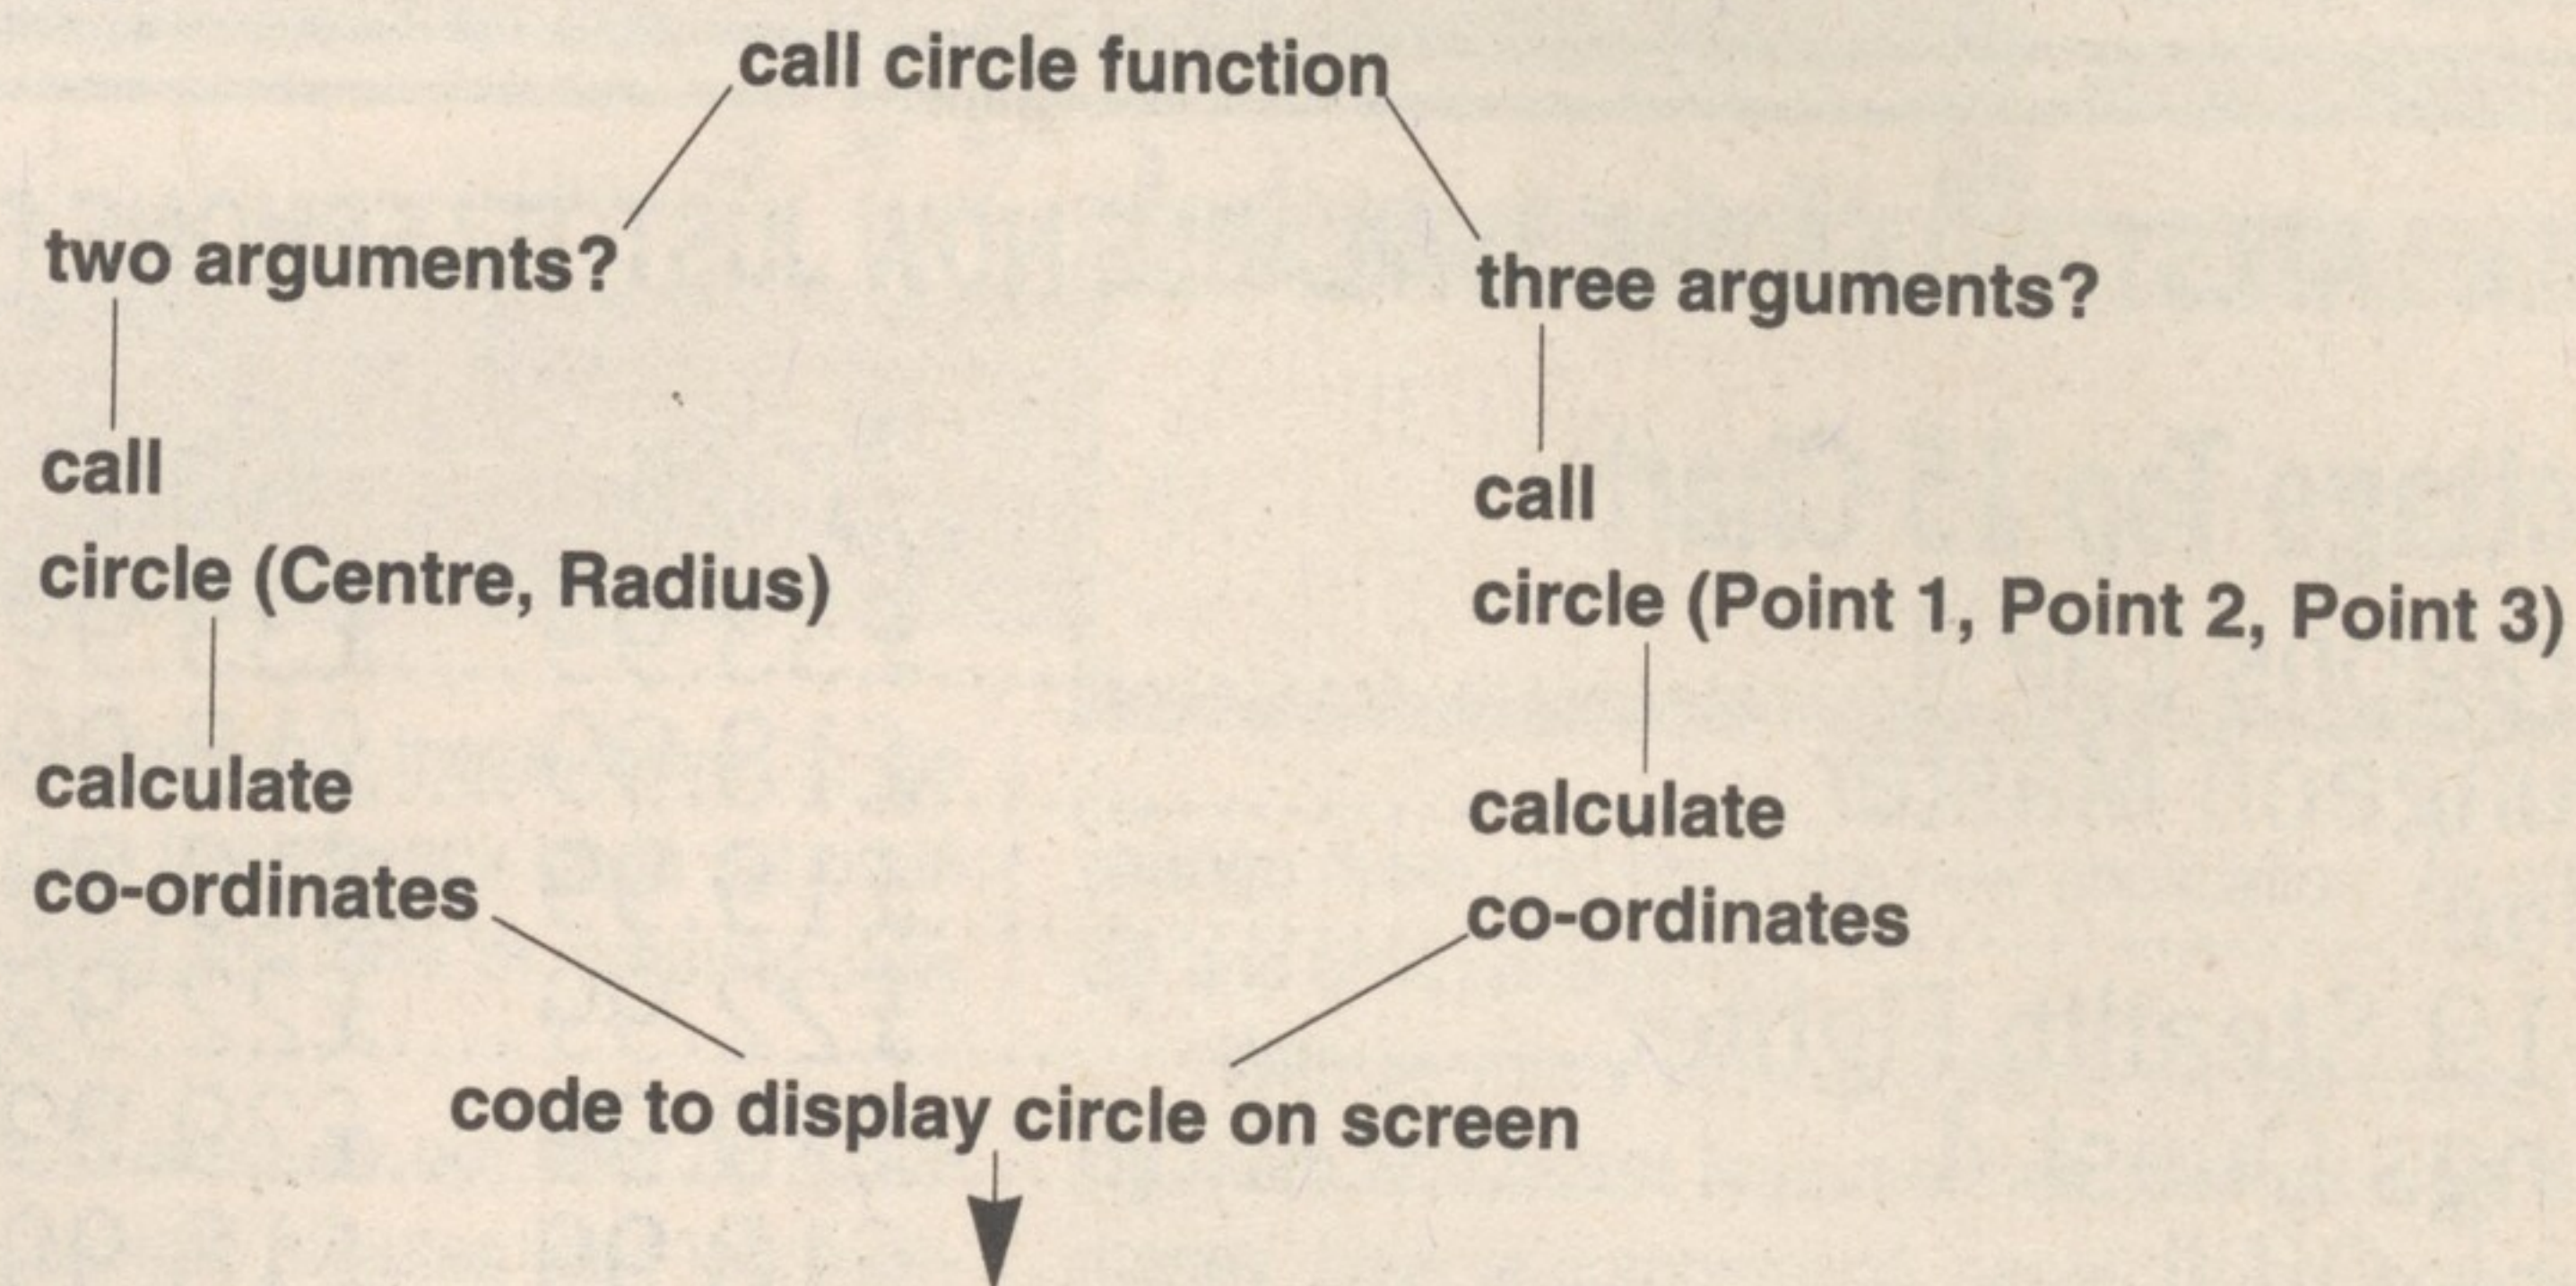 call circle function
two arguments?
three arguments?
call
circle (Centre, Radius)
call
circle (Point 1, Point 2, Point 3)
calculate
co-ordinates
calculate
co-ordinates
code to display circle on screen